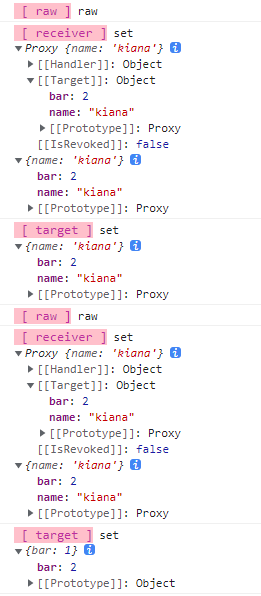 [ raw ] raw
[ receiver ] set
Proxy {name: 'kiana'} i
[[Handler]]: Object
[[Target]]: Object
bar: 2
name: "kiana"
[[Prototype]]: Proxy
[[IsRevoked]]: false
{name: 'kiana'} i
bar: 2
name: "kiana"
[[Prototype]]: Proxy
[ target ] set
{name: 'kiana'} i
bar: 2
name: "kiana"
[[Prototype]]: Proxy
[ raw ] raw
[ receiver ] set
Proxy {name: 'kiana'} i
[[Handler]]: Object
[[Target]]: Object
bar: 2
name: "kiana"
[[Prototype]]: Proxy
[[IsRevoked]]: false
{name: 'kiana'} i
bar: 2
name: "kiana"
[[Prototype]]: Proxy
[ target ] set
{bar: 1} i
bar: 2
[[Prototype]]: Object